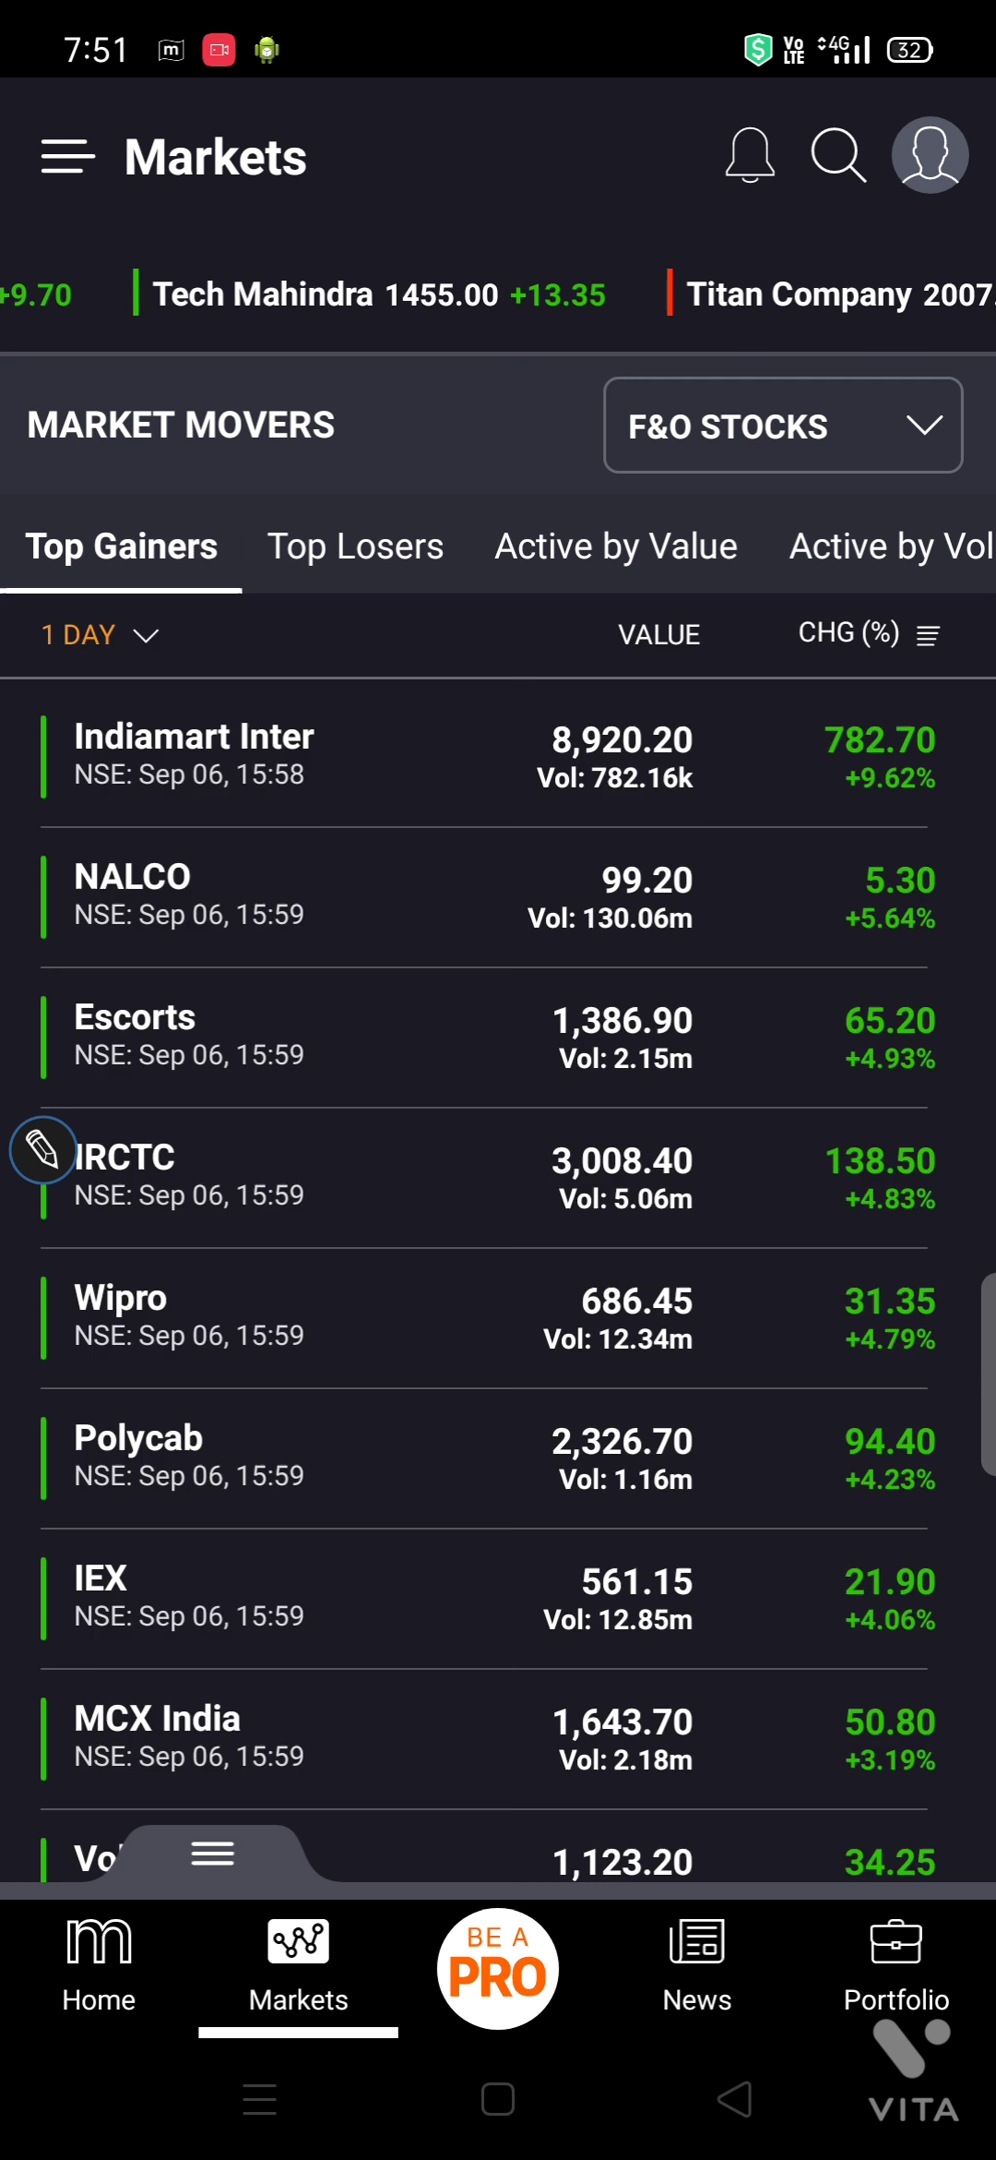 7:51 m $ Vo LTE 4G 32
Markets
+9.70 Tech Mahindra 1455.00 +13.35 Titan Company 2007.
MARKET MOVERS F&O STOCKS
Top Gainers Top Losers Active by Value Active by Vol
1 DAY VALUE CHG (%)
Indiamart Inter 8,920.20 782.70
NSE: Sep 06, 15:58 Vol: 782.16k +9.62%
NALCO 99.20 5.30
NSE: Sep 06, 15:59 Vol: 130.06m +5.64%
Escorts 1,386.90 65.20
NSE: Sep 06, 15:59 Vol: 2.15m +4.93%
IRCTC 3,008.40 138.50
NSE: Sep 06, 15:59 Vol: 5.06m +4.83%
Wipro 686.45 31.35
NSE: Sep 06, 15:59 Vol: 12.34m +4.79%
Polycab 2,326.70 94.40
NSE: Sep 06, 15:59 Vol: 1.16m +4.23%
IEX 561.15 21.90
NSE: Sep 06, 15:59 Vol: 12.85m +4.06%
MCX India 1,643.70 50.80
NSE: Sep 06, 15:59 Vol: 2.18m +3.19%
Vo 1,123.20 34.25
m BE A
PRO
Home Markets News Portfolio
VITA